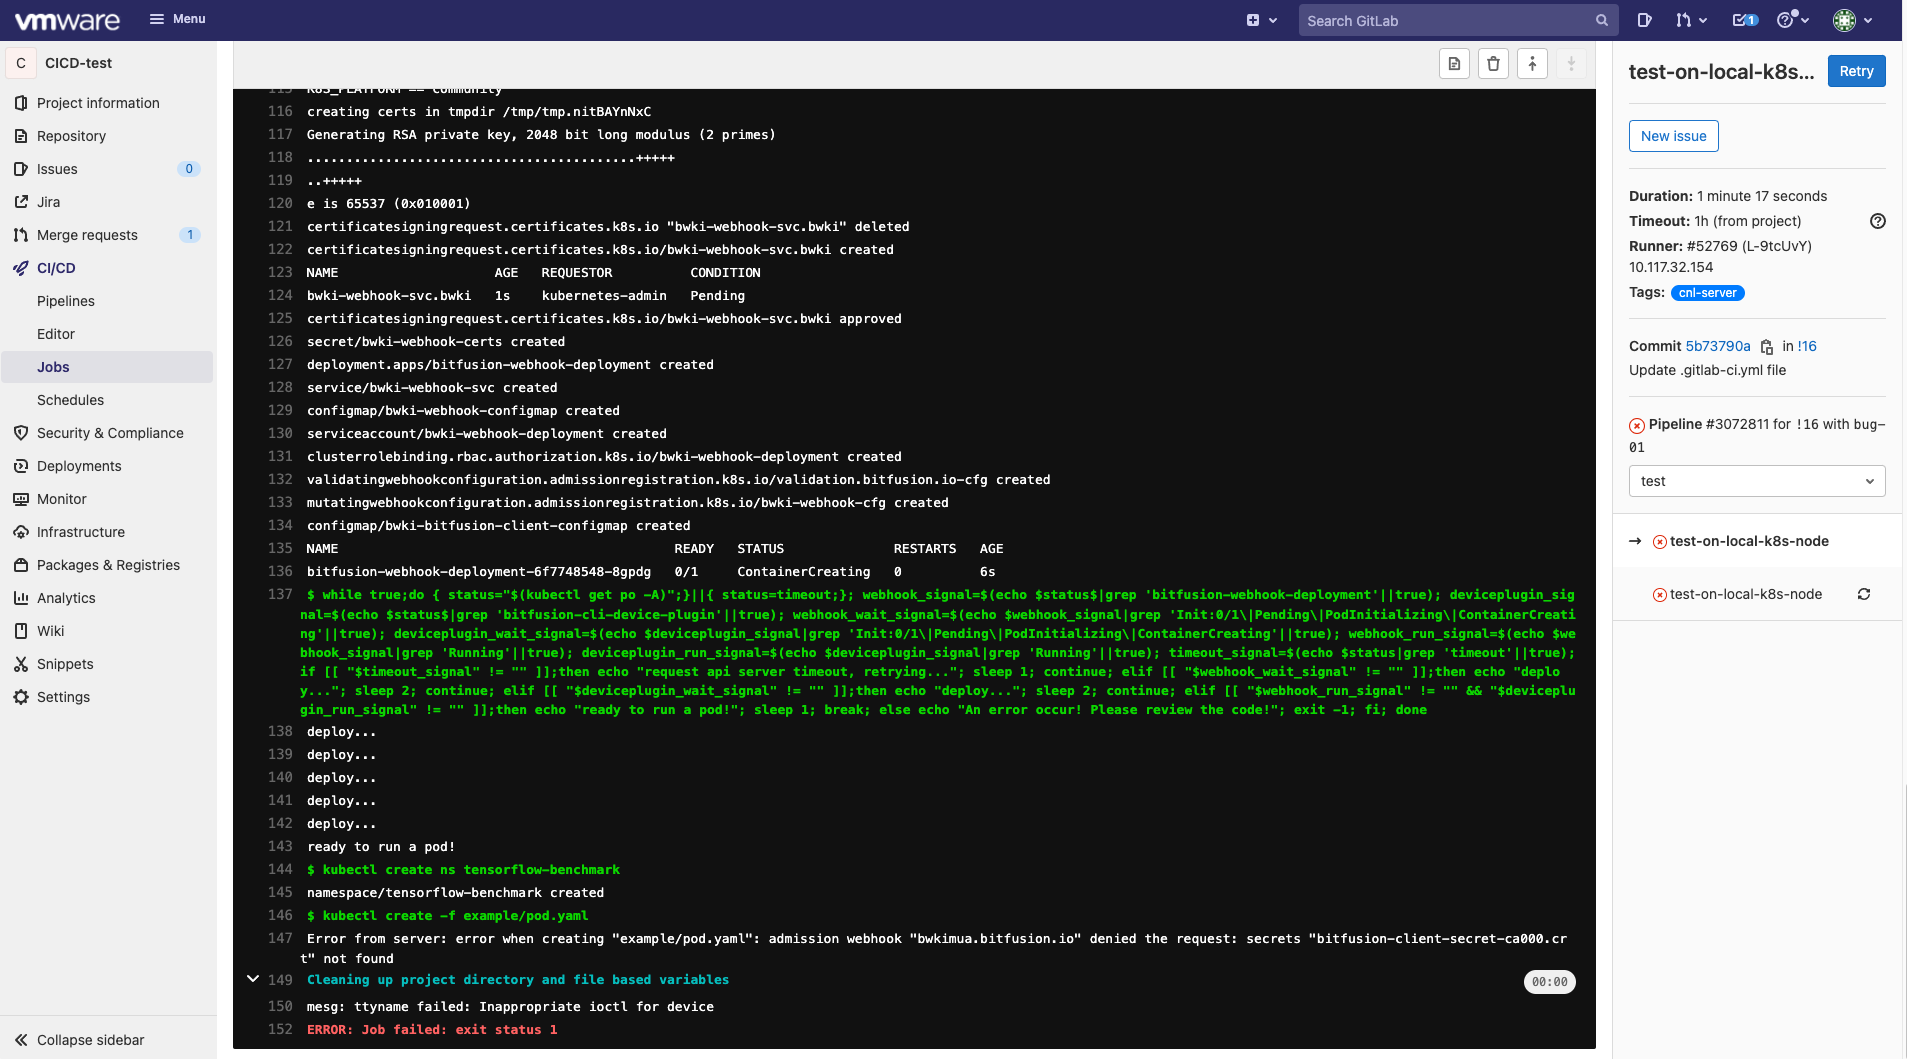 vmware
Menu
Search GitLab
1
C
CICD-test
Project information
Repository
Issues
0
Jira
Merge requests
1
CI/CD
Pipelines
Editor
Jobs
Schedules
Security & Compliance
Deployments
Monitor
Infrastructure
Packages & Registries
Analytics
Wiki
Snippets
Settings
Collapse sidebar
115 K8S_PLATFORM == community
116 creating certs in tmpdir /tmp/tmp.nitBAYnNxC
117 Generating RSA private key, 2048 bit long modulus (2 primes)
118 ..........................................+++++
119 ..+++++
120 e is 65537 (0x010001)
121 certificatesigningrequest.certificates.k8s.io "bwki-webhook-svc.bwki" deleted
122 certificatesigningrequest.certificates.k8s.io/bwki-webhook-svc.bwki created
123 NAME AGE REQUESTOR CONDITION
124 bwki-webhook-svc.bwki 1s kubernetes-admin Pending
125 certificatesigningrequest.certificates.k8s.io/bwki-webhook-svc.bwki approved
126 secret/bwki-webhook-certs created
127 deployment.apps/bitfusion-webhook-deployment created
128 service/bwki-webhook-svc created
129 configmap/bwki-webhook-configmap created
130 serviceaccount/bwki-webhook-deployment created
131 clusterrolebinding.rbac.authorization.k8s.io/bwki-webhook-deployment created
132 validatingwebhookconfiguration.admissionregistration.k8s.io/validation.bitfusion.io-cfg created
133 mutatingwebhookconfiguration.admissionregistration.k8s.io/bwki-webhook-cfg created
134 configmap/bwki-bitfusion-client-configmap created
135 NAME READY STATUS RESTARTS AGE
136 bitfusion-webhook-deployment-6f7748548-8gpdg 0/1 ContainerCreating 0 6s
137 $ while true;do { status="$(kubectl get po -A)";}||{ status=timeout;}; webhook_signal=$(echo $status$|grep 'bitfusion-webhook-deployment'||true); deviceplugin_sig
nal=$(echo $status$|grep 'bitfusion-cli-device-plugin'||true); webhook_wait_signal=$(echo $webhook_signal|grep 'Init:0/1\|Pending\|PodInitializing\|ContainerCreati
ng'||true); deviceplugin_wait_signal=$(echo $deviceplugin_signal|grep 'Init:0/1\|Pending\|PodInitializing\|ContainerCreating'||true); webhook_run_signal=$(echo $we
bhook_signal|grep 'Running'||true); deviceplugin_run_signal=$(echo $deviceplugin_signal|grep 'Running'||true); timeout_signal=$(echo $status|grep 'timeout'||true);
if [[ "$timeout_signal" != "" ]];then echo "request api server timeout, retrying..."; sleep 1; continue; elif [[ "$webhook_wait_signal" != "" ]];then echo "deplo
y..."; sleep 2; continue; elif [[ "$deviceplugin_wait_signal" != "" ]];then echo "deploy..."; sleep 2; continue; elif [[ "$webhook_run_signal" != "" && "$deviceplu
gin_run_signal" != "" ]];then echo "ready to run a pod!"; sleep 1; break; else echo "An error occur! Please review the code!"; exit -1; fi; done
138 deploy...
139 deploy...
140 deploy...
141 deploy...
142 deploy...
143 ready to run a pod!
144 $ kubectl create ns tensorflow-benchmark
145 namespace/tensorflow-benchmark created
146 $ kubectl create -f example/pod.yaml
147 Error from server: error when creating "example/pod.yaml": admission webhook "bwkimua.bitfusion.io" denied the request: secrets "bitfusion-client-secret-ca000.cr
t" not found
149 Cleaning up project directory and file based variables
00:00
150 mesg: ttyname failed: Inappropriate ioctl for device
152 ERROR: Job failed: exit status 1
test-on-local-k8s...
Retry
New issue
Duration: 1 minute 17 seconds
Timeout: 1h (from project)
Runner: #52769 (L-9tcUvY)
10.117.32.154
Tags: cnl-server
Commit 5b73790a in !16
Update .gitlab-ci.yml file
Pipeline #3072811 for !16 with bug-
01
test
test-on-local-k8s-node
test-on-local-k8s-node